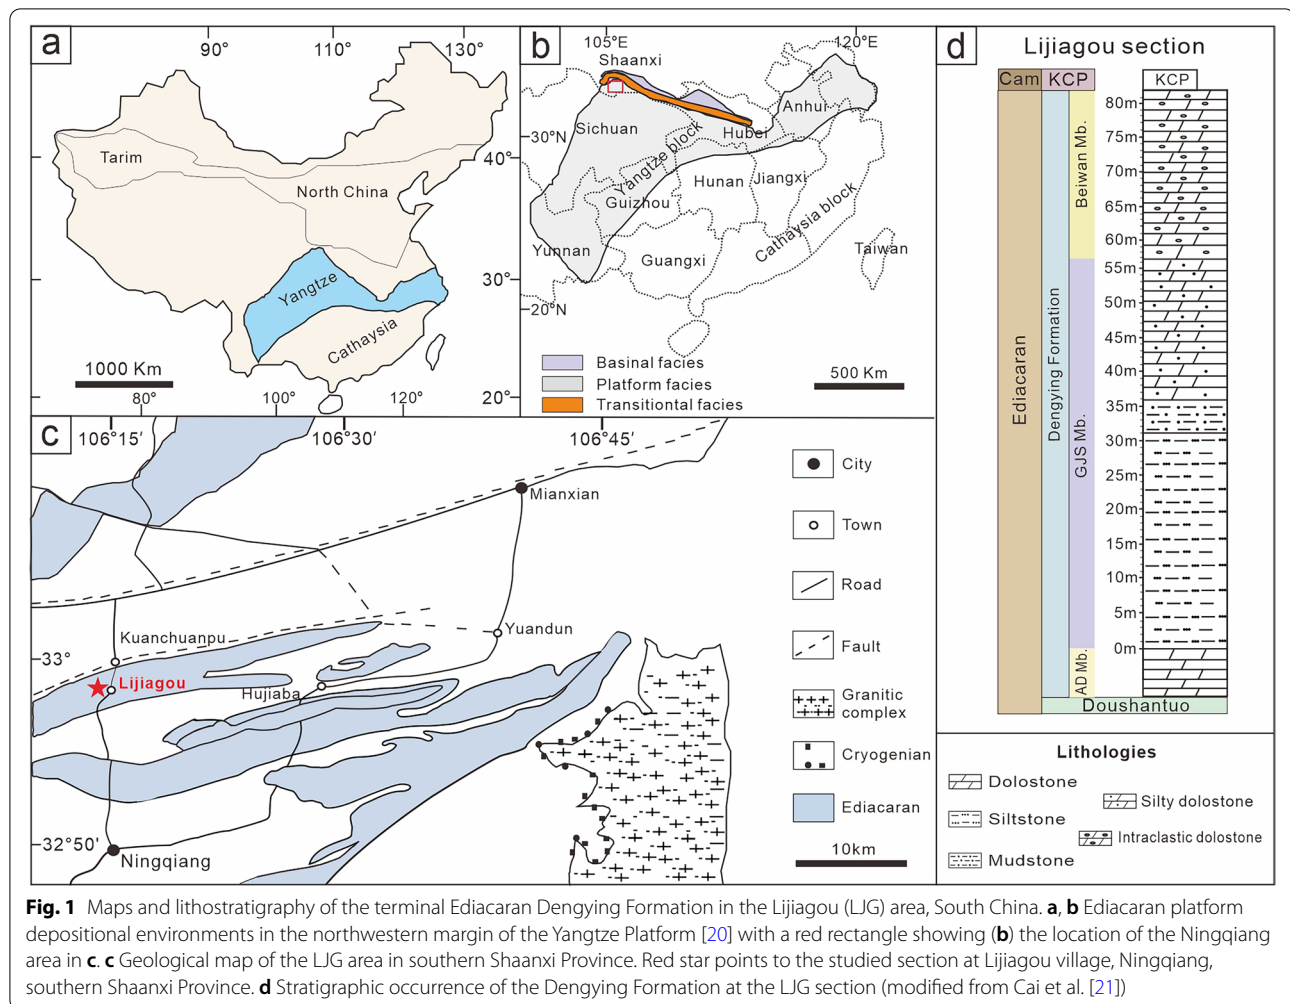 a
90°
110°
130°
Tarim
North China
40°
Yangtze
Cathaysia
30°
1000 Km
20°
80°
100°
120°
b
105°E
120°E
Shaanxi
Anhui
Sichuan
Hubei
30°N
Yangtze block
Hunan
Jiangxi
Guizhou
Cathaysia block
Yunnan
Guangxi
Taiwan
20°N
Basinal facies
Platform facies
Transitiontal facies
500 Km
c
106°15′
106°30′
106°45′
Mianxian
Kuanchuanpu
Yuandun
33°
Lijiagou
Hujiaba
32°50′
Ningqiang
City
Town
Road
Fault
Granitic
complex
Cryogenian
Ediacaran
10km
d
Lijiagou section
Cam
KCP
KCP
80m
75m
70m
65m
60m
55m
50m
45m
40m
35m
30m
25m
20m
15m
10m
5m
0m
Ediacaran
Dengying Formation
Beiwan Mb.
GJS Mb.
AD Mb.
Doushantuo
Lithologies
Dolostone
Silty dolostone
Siltstone
Intraclastic dolostone
Mudstone
Fig. 1 Maps and lithostratigraphy of the terminal Ediacaran Dengying Formation in the Lijiagou (LJG) area, South China. a, b Ediacaran platform
depositional environments in the northwestern margin of the Yangtze Platform [20] with a red rectangle showing (b) the location of the Ningqiang
area in c. c Geological map of the LJG area in southern Shaanxi Province. Red star points to the studied section at Lijiagou village, Ningqiang,
southern Shaanxi Province. d Stratigraphic occurrence of the Dengying Formation at the LJG section (modified from Cai et al. [21])